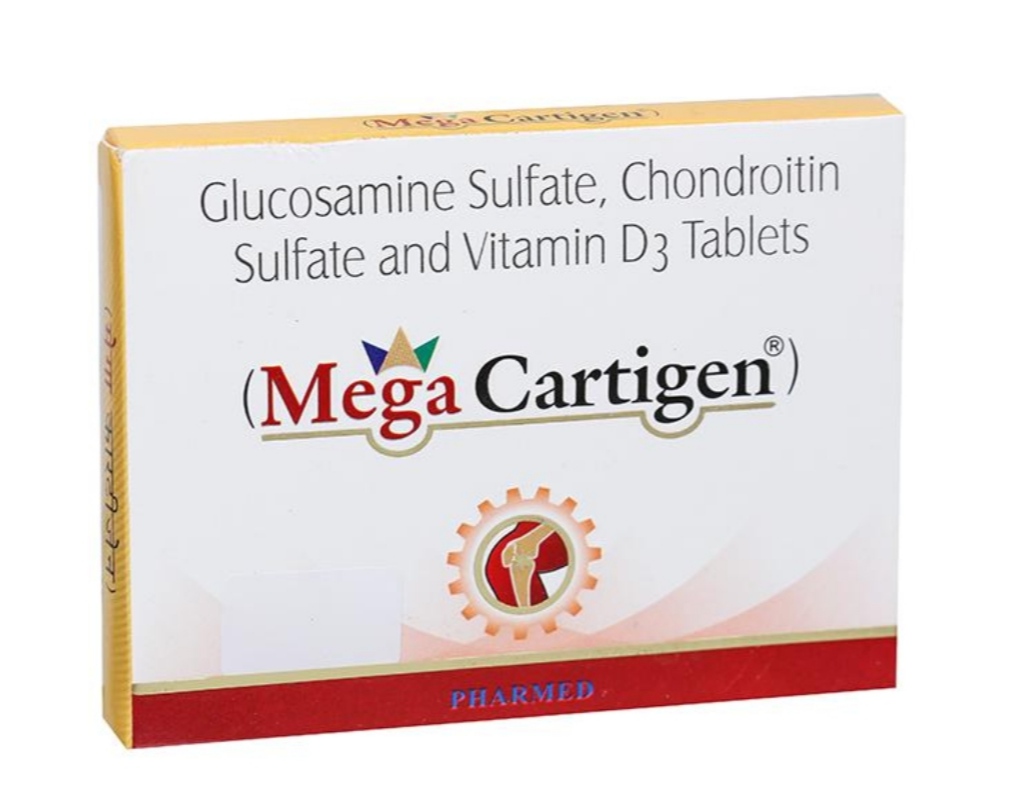 (Mega Cartigen®)
Glucosamine Sulfate, Chondroitin
Sulfate and Vitamin D3 Tablets
(Mega Cartigen®)
PHARMED